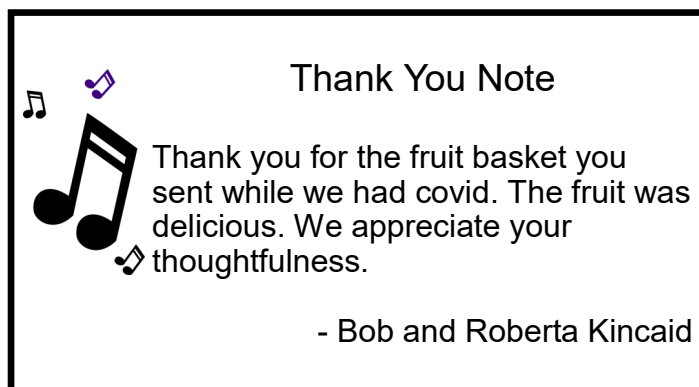 Thank You Note
Thank you for the fruit basket you
sent while we had covid. The fruit was
delicious. We appreciate your
thoughtfulness.
- Bob and Roberta Kincaid